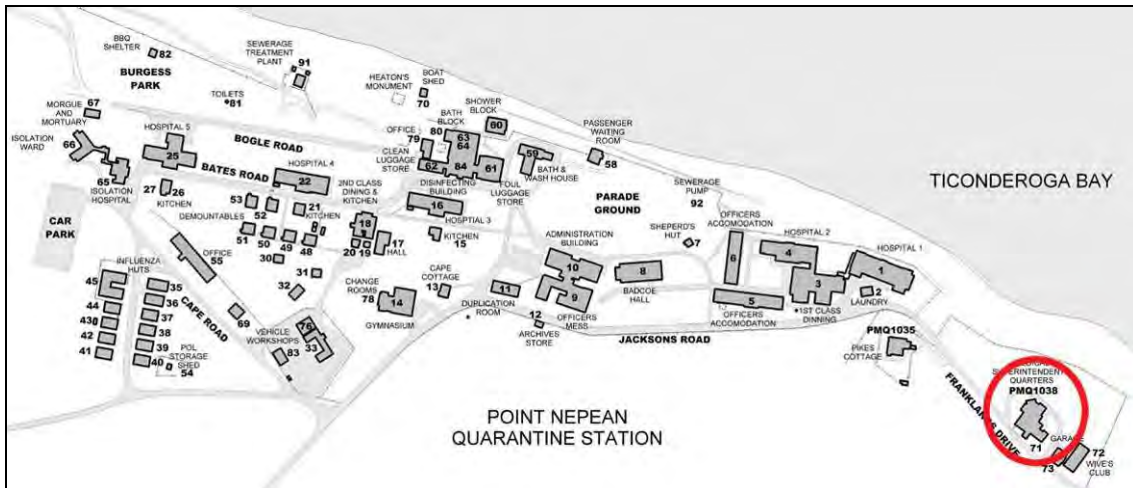 BBQ
SHELTER
82
BURGESS
PARK
SEWERAGE
TREATMENT
PLANT
91
TOILETS
81
HEATON'S
MONUMENT
BOAT
SHED
70
SHOWER
BLOCK
60
MORGUE
AND
MORTUARY
67
ISOLATION
WARD
66
65
ISOLATION
HOSPITAL
HOSPITAL 5
25
BOGLE ROAD
BATES ROAD
27
26
KITCHEN
HOSPITAL 4
22
OFFICE
79
80
BATH
BLOCK
63
64
CLEAN
LUGGAGE
STORE
62
84
61
DISINFECTING
BUILDING
FOUL
LUGGAGE
STORE
59
BATH &
WASH HOUSE
PASSENGER
WAITING
ROOM
58
PARADE
GROUND
SEWERAGE
PUMP
92
TICONDEROGA BAY
CAR
PARK
DEMOUNTABLES
53
52
51
50
49
48
21
KITCHEN
30
31
32
2ND CLASS
DINING &
KITCHEN
18
9
20
19
17
HALL
16
HOSPTIAL 3
KITCHEN
15
OFFICE
55
69
INFLUENZA
HUTS
45
44
43
42
41
35
36
37
38
39
40
POL
STORAGE
SHED
54
CAPE ROAD
VEHICLE
WORKSHOPS
83
76
33
CHANGE
ROOMS
78
14
GYMNASIUM
CAPE
COTTAGE
13
11
DUPLICATION
ROOM
ADMINISTRATION
BUILDING
10
9
OFFICERS
MESS
12
ARCHIVES
STORE
8
BADCOE
HALL
SHEPERD'S
HUT
7
OFFICERS
ACCOMODATION
6
5
OFFICERS
ACCOMODATION
HOSPITAL 2
4
3
1ST CLASS
DINNING
HOSPITAL 1
1
2
LAUNDRY
JACKSONS ROAD
PMQ1035
PIKES
COTTAGE
FRANKLANDS DRIVE
SUPERINTENDENT
QUARTERS
PMQ1038
71
GARAGE
73
72
WIVE'S
CLUB
POINT NEPEAN
QUARANTINE STATION